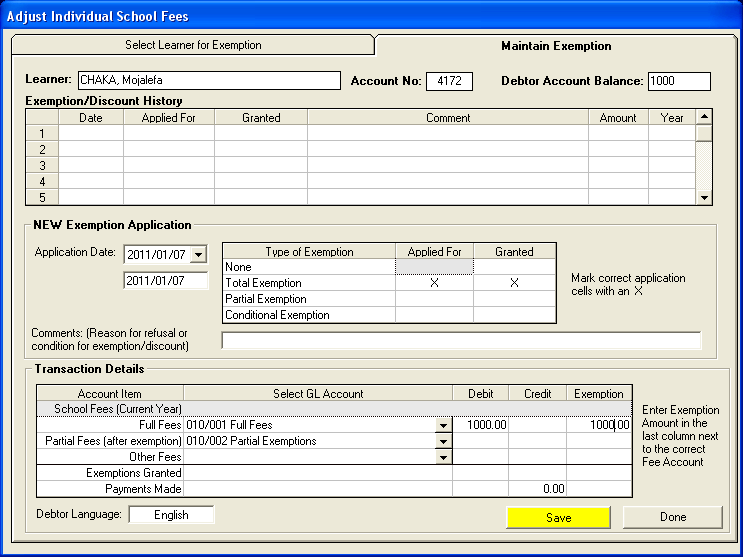 Adjust Individual School Fees
Select Learner for Exemption
Maintain Exemption
Learner: CHAKA, Mojalefa Account No: 4172 Debtor Account Balance: 1000
Exemption/Discount History
Date Applied For Granted Comment Amount Year
1
2
3
4
5
NEW Exemption Application
Application Date: 2011/01/07
2011/01/07
Type of Exemption Applied For Granted
None
Total Exemption X X
Partial Exemption
Conditional Exemption
Mark correct application
cells with an X
Comments: (Reason for refusal or
condition for exemption/discount)
Transaction Details
Account Item Select GL Account Debit Credit Exemption
School Fees (Current Year)
Full Fees 010/001 Full Fees 1000.00 1000.00
Partial Fees (after exemption) 010/002 Partial Exemptions
Other Fees
Exemptions Granted
Payments Made 0.00
Enter Exemption
Amount in the
last column next
to the correct
Fee Account
Debtor Language: English
Save
Done